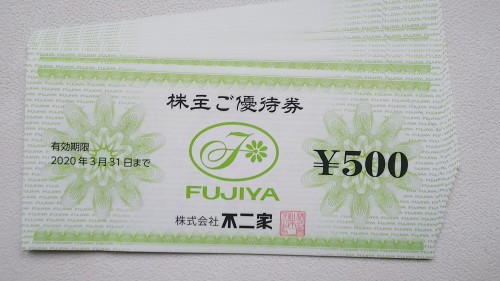 株主ご優待券
有効期限
2020年3月31日まで
F
FUJIYA
¥500
株式会社 不二家